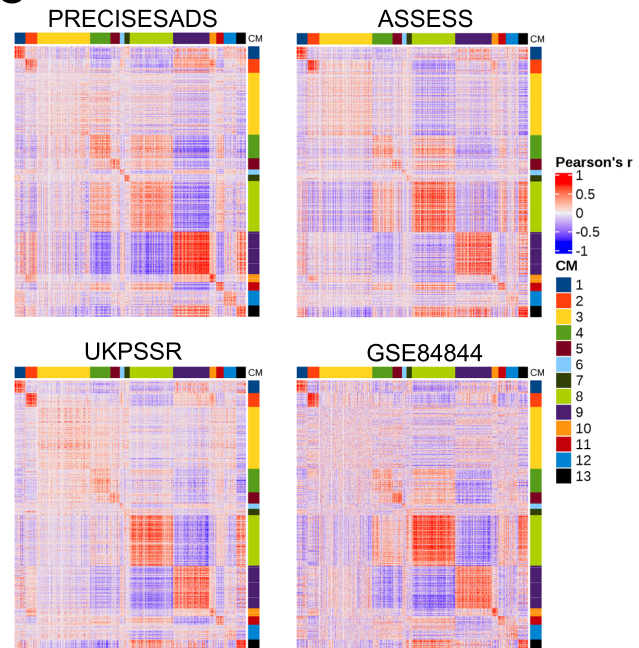 PRECISESADS
ASSESS
CM
CM
Pearson's r
1
0.5
0
-0.5
-1
CM
1
2
3
4
5
6
7
8
9
10
11
12
13
UKPSSR
GSE84844
CM
CM